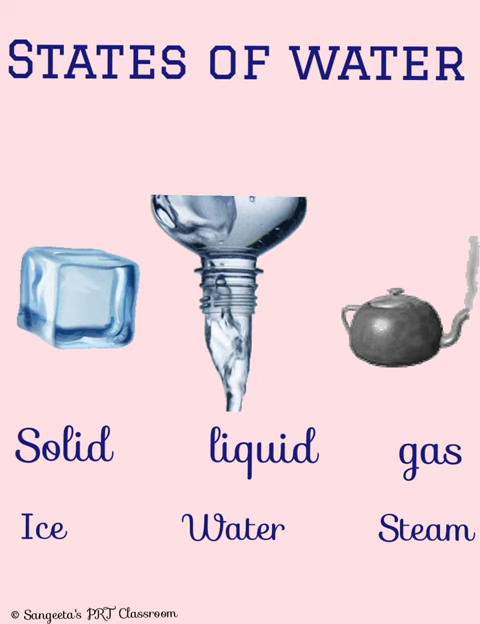 States of water
Solid liquid gas
Ice Water Steam
© Sangeeta's PRT Classroom